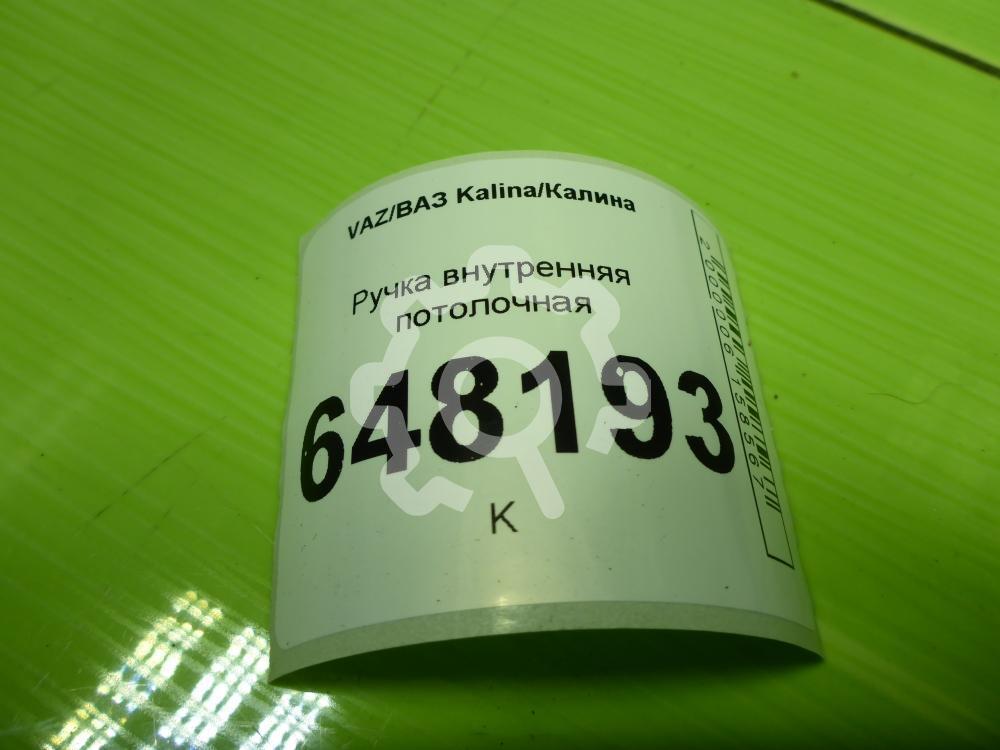 VAZ/ВАЗ Kalina/Калина
Ручка внутренняя
потолочная
648193
К